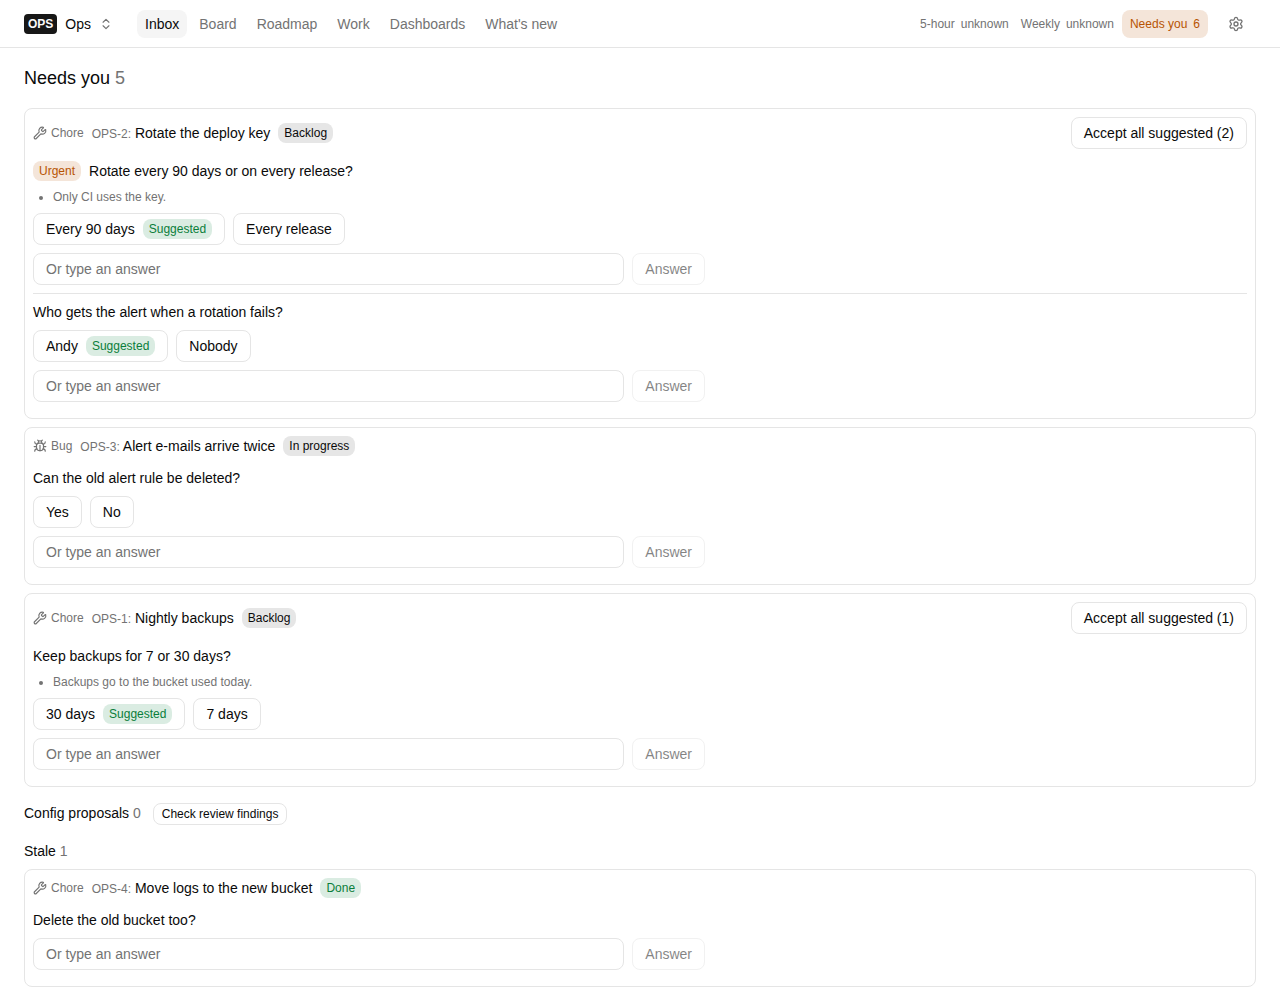 OPS Ops Inbox Board Roadmap Work Dashboards What's new 5-hour unknown Weekly unknown Needs you 6
Needs you 5
Chore OPS-2: Rotate the deploy key Backlog Accept all suggested (2)
Urgent Rotate every 90 days or on every release?
• Only CI uses the key.
Every 90 days Suggested Every release
Or type an answer Answer
Who gets the alert when a rotation fails?
Andy Suggested Nobody
Or type an answer Answer
Bug OPS-3: Alert e-mails arrive twice In progress
Can the old alert rule be deleted?
Yes No
Or type an answer Answer
Chore OPS-1: Nightly backups Backlog Accept all suggested (1)
Keep backups for 7 or 30 days?
• Backups go to the bucket used today.
30 days Suggested 7 days
Or type an answer Answer
Config proposals 0 Check review findings
Stale 1
Chore OPS-4: Move logs to the new bucket Done
Delete the old bucket too?
Or type an answer Answer